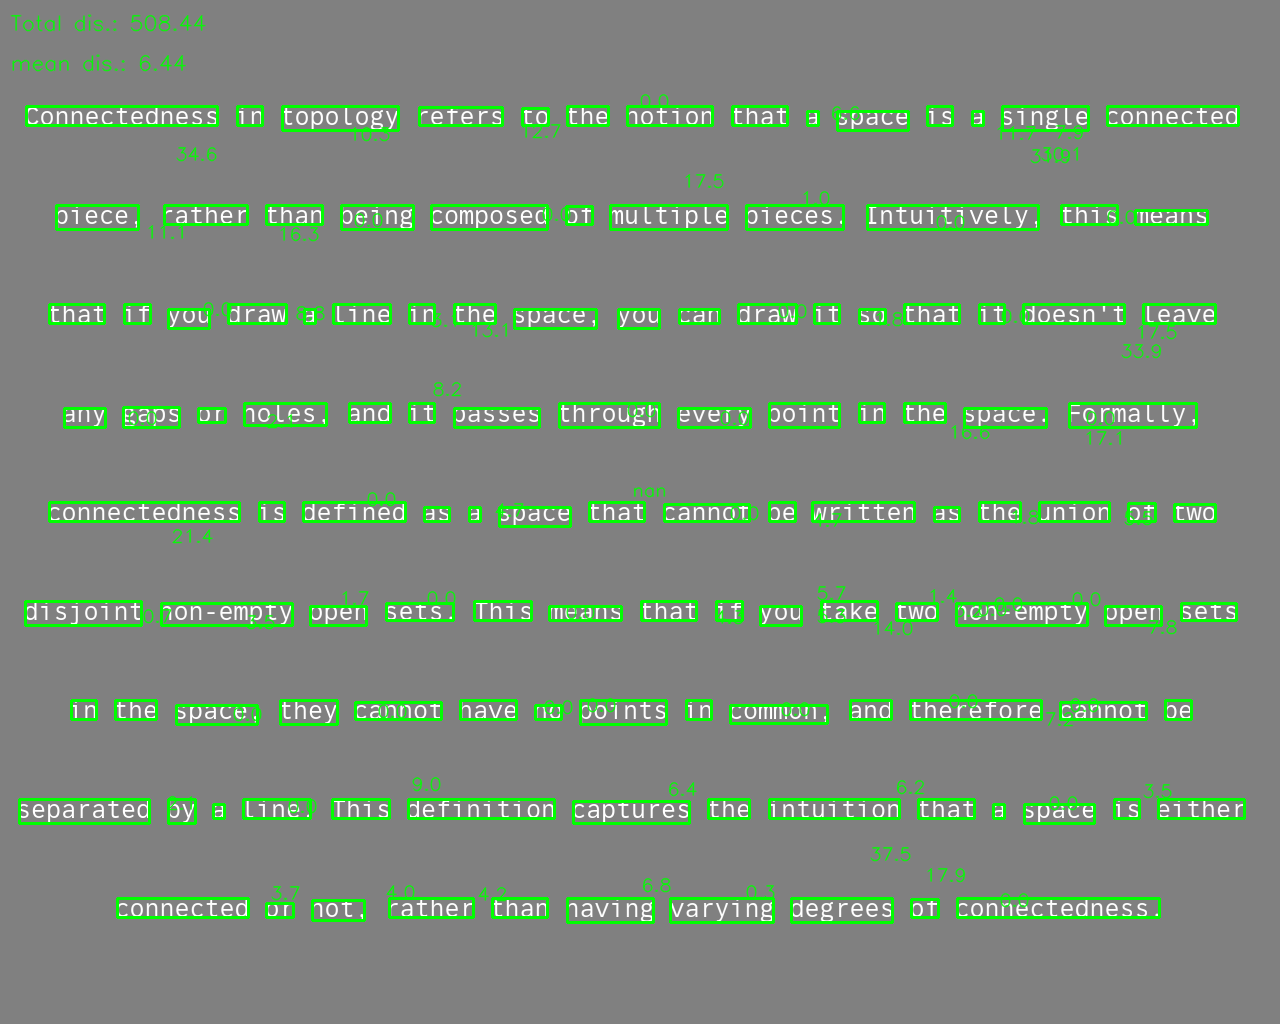 Total dis.: 508.44
mean dis.: 6.44
Connectedness in topology refers to the notion that a space is a single connected
piece, rather than being composed of multiple pieces. Intuitively, this means
that if you draw a line in the space, you can draw it so that it doesn't leave
any gaps or holes, and it passes through every point in the space. Formally,
connectedness is defined as a space that cannot be written as the union of two
disjoint non-empty open sets. This means that if you take two non-empty open sets
in the space, they cannot have no points in common, and therefore cannot be
separated by a line. This definition captures the intuition that a space is either
connected or not, rather than having varying degrees of connectedness.